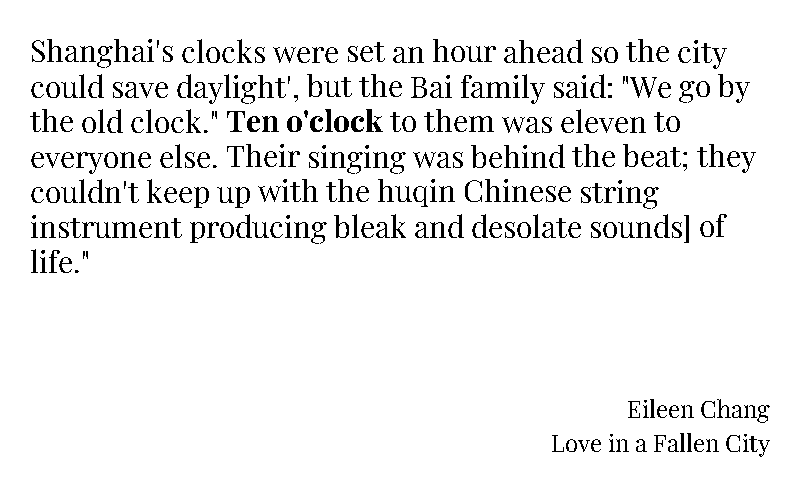 Shanghai's clocks were set an hour ahead so the city
could save daylight', but the Bai family said: "We go by
the old clock." Ten o'clock to them was eleven to
everyone else. Their singing was behind the beat; they
couldn't keep up with the huqin Chinese string
instrument producing bleak and desolate sounds] of
life."
Eileen Chang
Love in a Fallen City